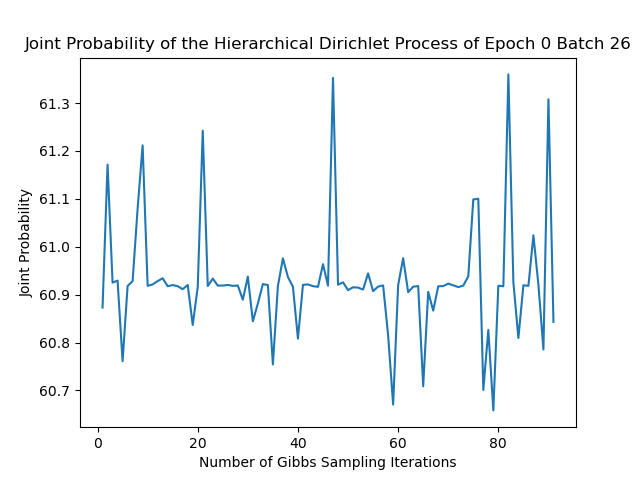 Joint Probability of the Hierarchical Dirichlet Process of Epoch 0 Batch 26
61.3
61.2
61.1
61.0
60.9
60.8
60.7
Joint Probability
0 20 40 60 80
Number of Gibbs Sampling Iterations